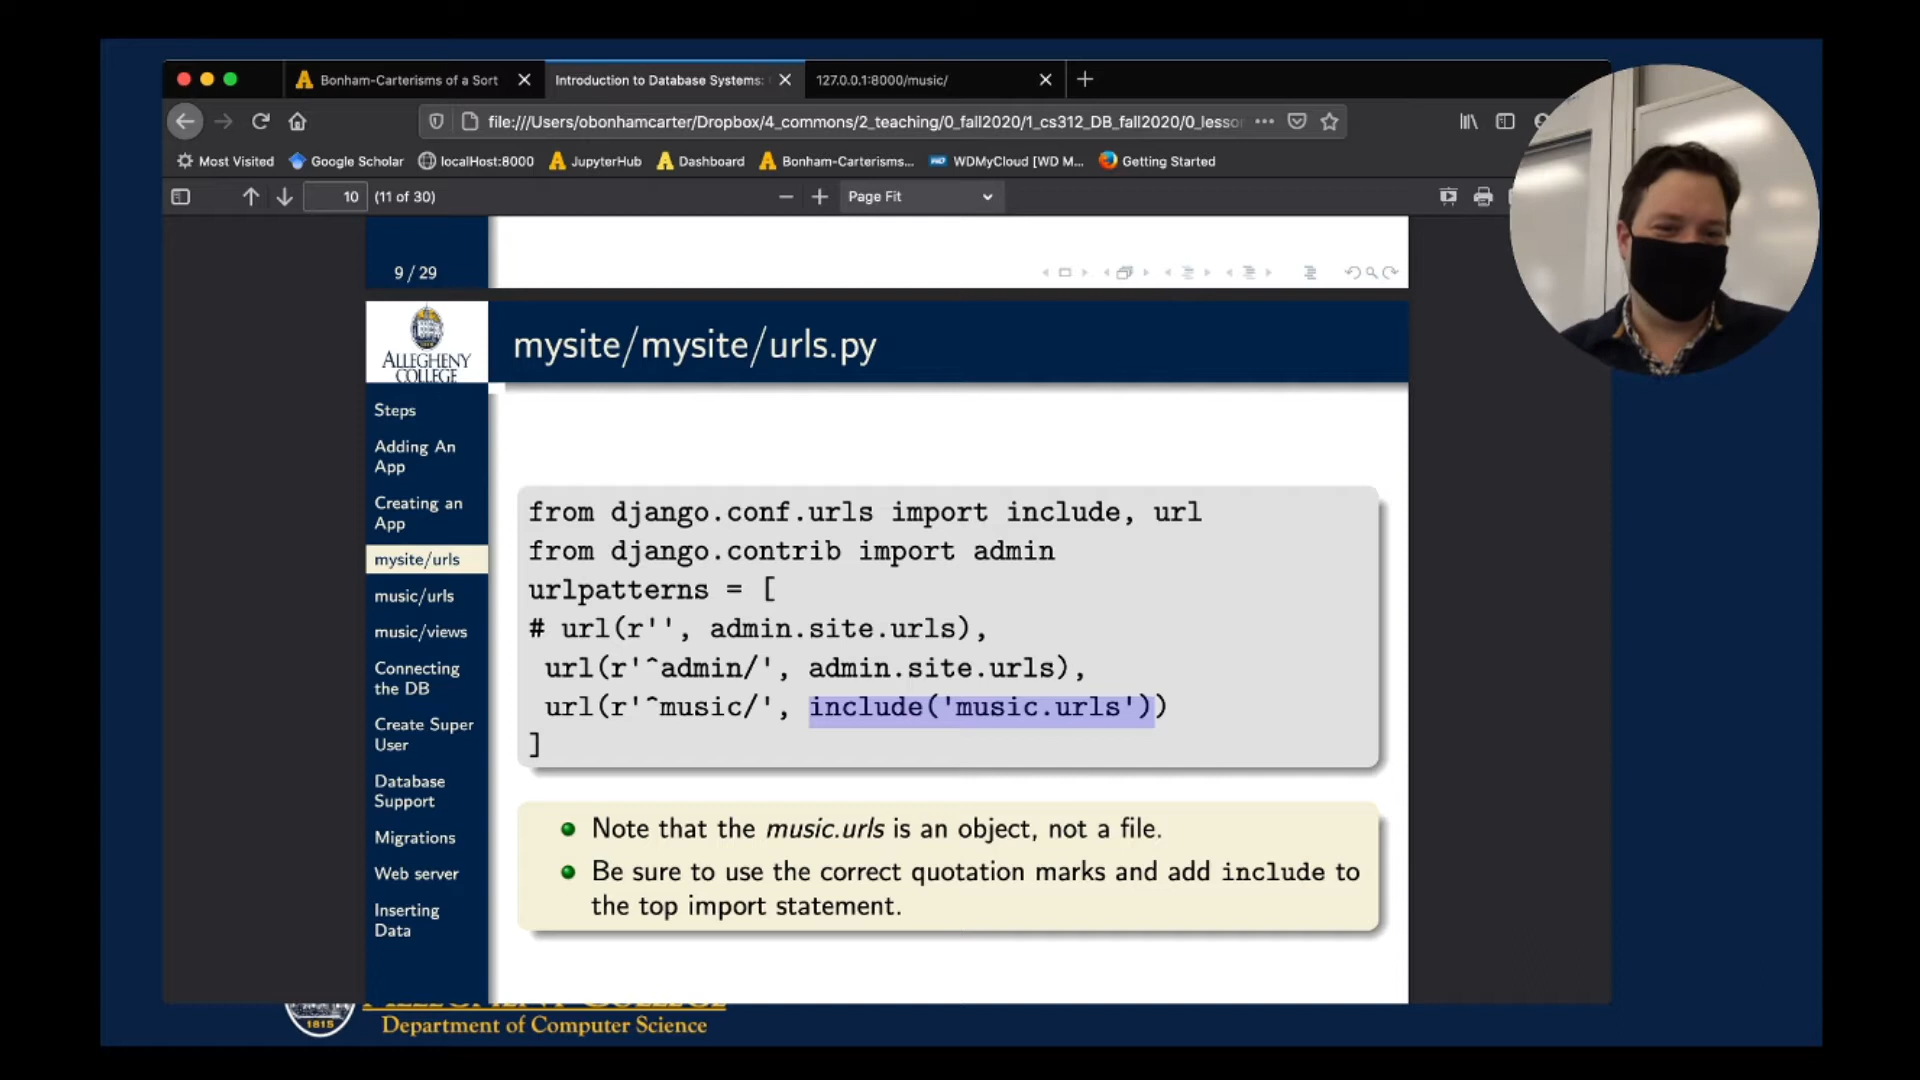 Bonham-Carterisms of a Sort
Introduction to Database Systems:
127.0.0.1:8000/music/
file:///Users/obonhamcarter/Dropbox/4_commons/2_teaching/0_fall2020/1_cs312_DB_fall2020/0_lesso
Most Visited
Google Scholar
localHost:8000
JupyterHub
Dashboard
Bonham-Carterisms...
WDMyCloud [WD M...
Getting Started
10 (11 of 30)
Page Fit
9 / 29
ALLEGHENY
COLLEGE
mysite/mysite/urls.py
Steps
Adding An
App
Creating an
App
mysite/urls
music/urls
music/views
Connecting
the DB
Create Super
User
Database
Support
Migrations
Web server
Inserting
Data
from django.conf.urls import include, url
from django.contrib import admin
urlpatterns = [
# url(r'', admin.site.urls),
url(r'^admin/', admin.site.urls),
url(r'^music/', include('music.urls'))
]
Note that the music.urls is an object, not a file.
Be sure to use the correct quotation marks and add include to
the top import statement.
1815
Department of Computer Science